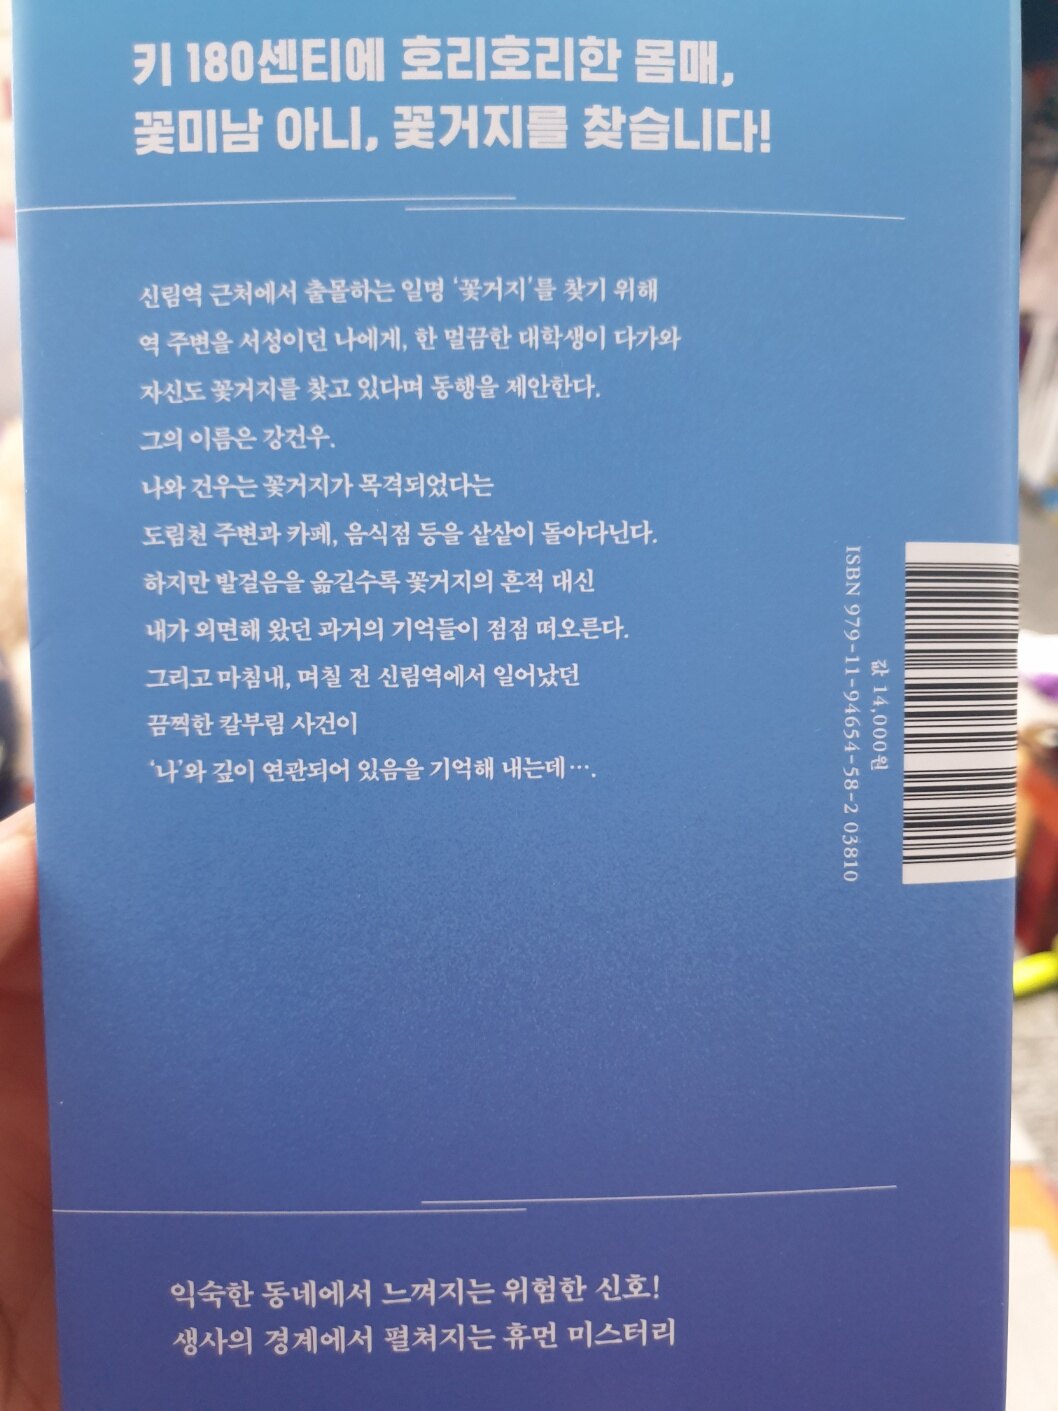 키 180센티에 호리호리한 몸매,
꽃미남 아니, 꽃거지를 찾습니다!
신림역 근처에서 출몰하는 일명 ‘꽃거지’를 찾기 위해
역 주변을 서성이던 나에게, 한 멀끔한 대학생이 다가와
자신도 꽃거지를 찾고 있다며 동행을 제안한다.
그의 이름은 강건우.
나와 건우는 꽃거지가 목격되었다는
도림천 주변과 카페, 음식점 등을 샅샅이 돌아다닌다.
하지만 발걸음을 옮길수록 꽃거지의 흔적 대신
내가 외면해 왔던 과거의 기억들이 점점 떠오른다.
그리고 마침내, 며칠 전 신림역에서 일어났던
끔찍한 칼부림 사건이
‘나’와 깊이 연관되어 있음을 기억해 내는데….
값 14,000원
ISBN 979-11-94654-58-2 03810
익숙한 동네에서 느껴지는 위험한 신호!
생사의 경계에서 펼쳐지는 휴먼 미스터리